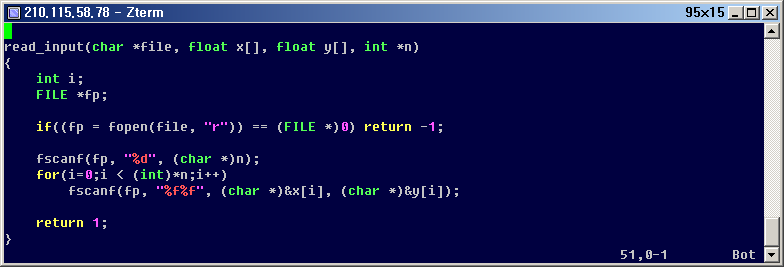 210.115.58.78 - Zterm 95x15
read_input(char *file, float x[], float y[], int *n)
{
    int i;
    FILE *fp;
    if((fp = fopen(file, "r")) == (FILE *)0) return -1;
    fscanf(fp, "%d", (char *)n);
    for(i=0;i < (int)*n;i++)
        fscanf(fp, "%f%f", (char *)&x[i], (char *)&y[i]);
    return 1;
}
51,0-1 Bot